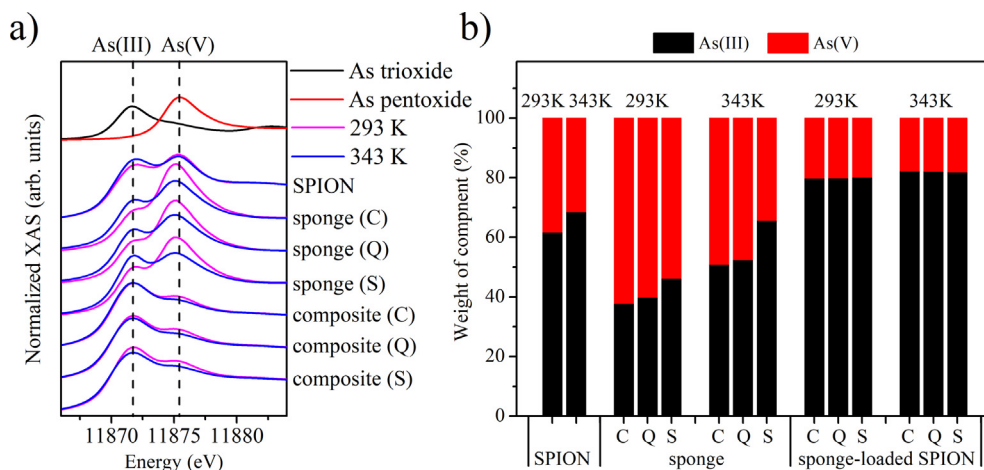 a)
As(III) As(V)
As trioxide
As pentoxide
293 K
343 K
SPION
sponge (C)
sponge (Q)
sponge (S)
composite (C)
composite (Q)
composite (S)
Normalized XAS (arb. units)
11870 11875 11880
Energy (eV)
b)
As(III) As(V)
293K 343K 293K 343K 293K 343K
100
80
60
40
20
0
Weight of compnent (%)
C Q S C Q S C Q S C Q S
SPION sponge sponge-loaded SPION